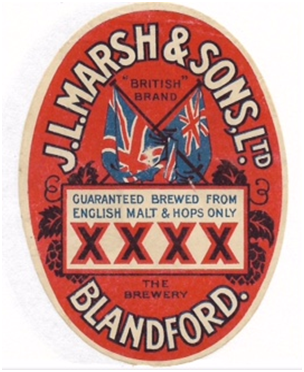 J.L.MARSH & SONS, LTD
"BRITISH"
BRAND
GUARANTEED BREWED FROM
ENGLISH MALT & HOPS ONLY
XXXX
THE
BREWERY
BLANDFORD.